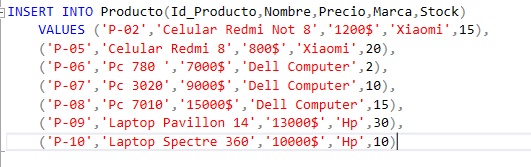 INSERT INTO Producto(Id_Producto,Nombre,Precio,Marca,Stock)
VALUES ('P-02','Celular Redmi Not 8','1200$','Xiaomi',15),
('P-05','Celular Redmi 8','800$','Xiaomi',20),
('P-06','Pc 780 ','7000$','Dell Computer',2),
('P-07','Pc 3020','9000$','Dell Computer',10),
('P-08','Pc 7010','15000$','Dell Computer',15),
('P-09','Laptop Pavillon 14','13000$','Hp',30),
('P-10','Laptop Spectre 360','10000$','Hp',10)